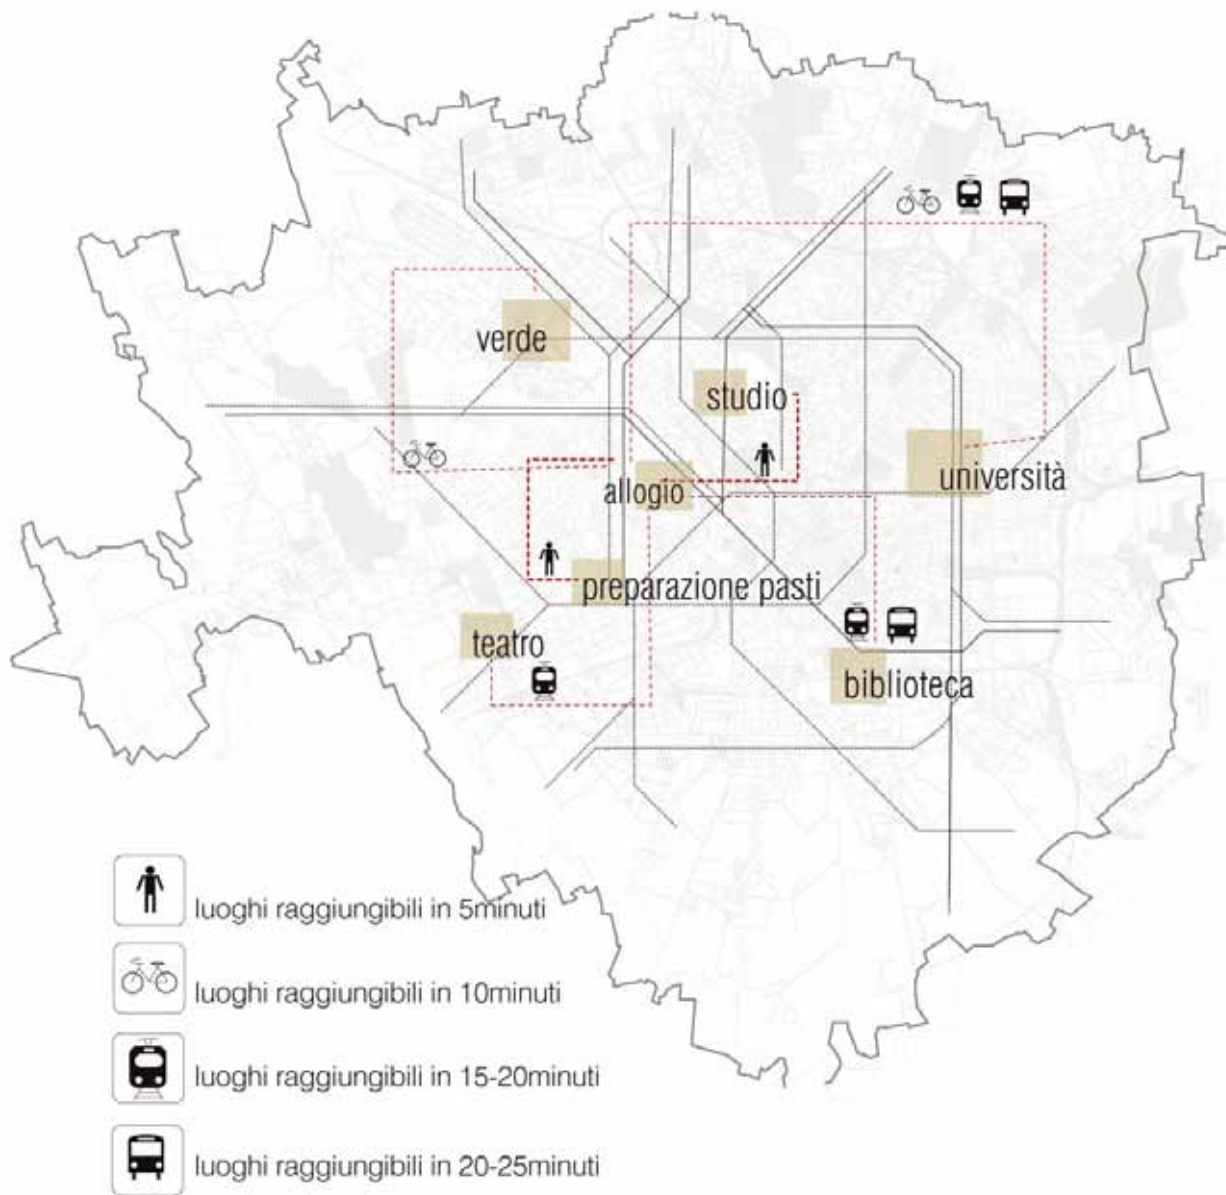 verde
studio
allogio
università
preparazione pasti
teatro
biblioteca
luoghi raggiungibili in 5minuti
luoghi raggiungibili in 10minuti
luoghi raggiungibili in 15-20minuti
luoghi raggiungibili in 20-25minuti